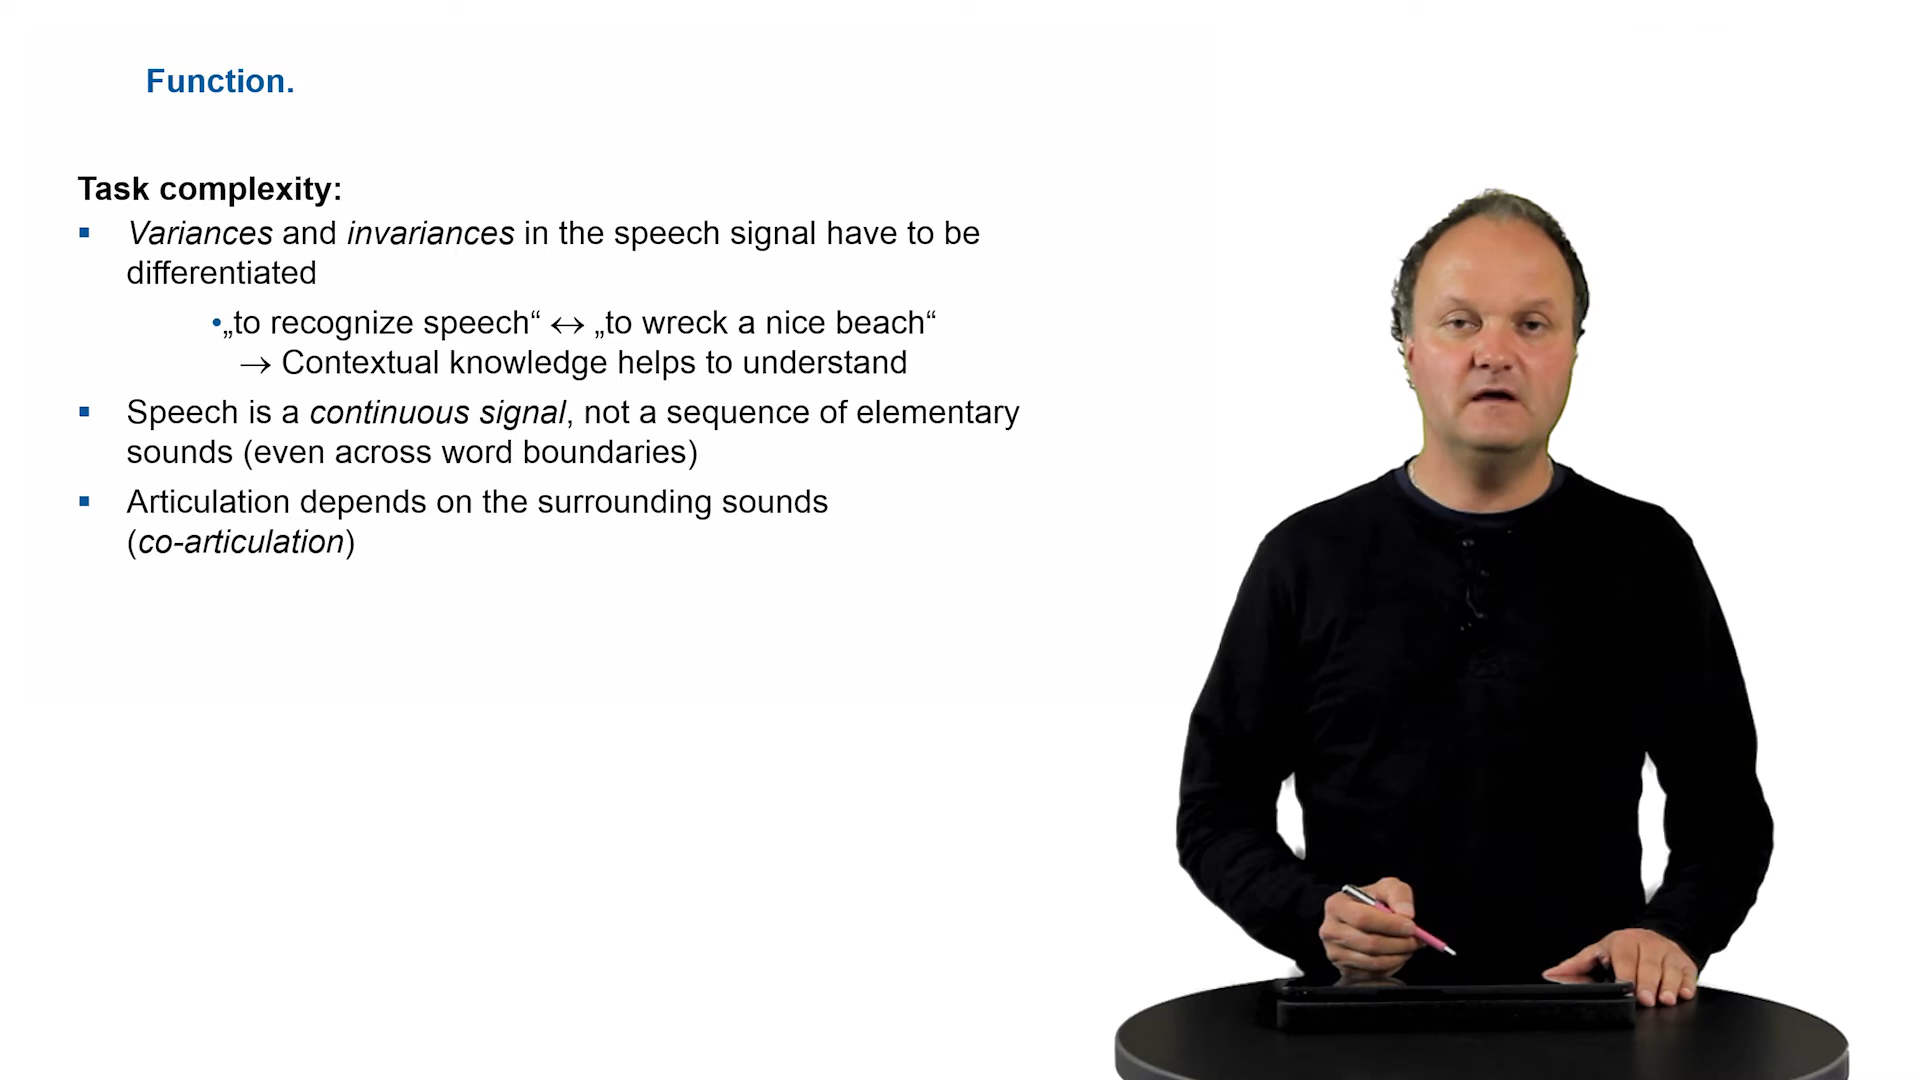 Function.
Task complexity:
▪ Variances and invariances in the speech signal have to be
differentiated
•„to recognize speech“ ↔ „to wreck a nice beach“
→ Contextual knowledge helps to understand
▪ Speech is a continuous signal, not a sequence of elementary
sounds (even across word boundaries)
▪ Articulation depends on the surrounding sounds
(co-articulation)